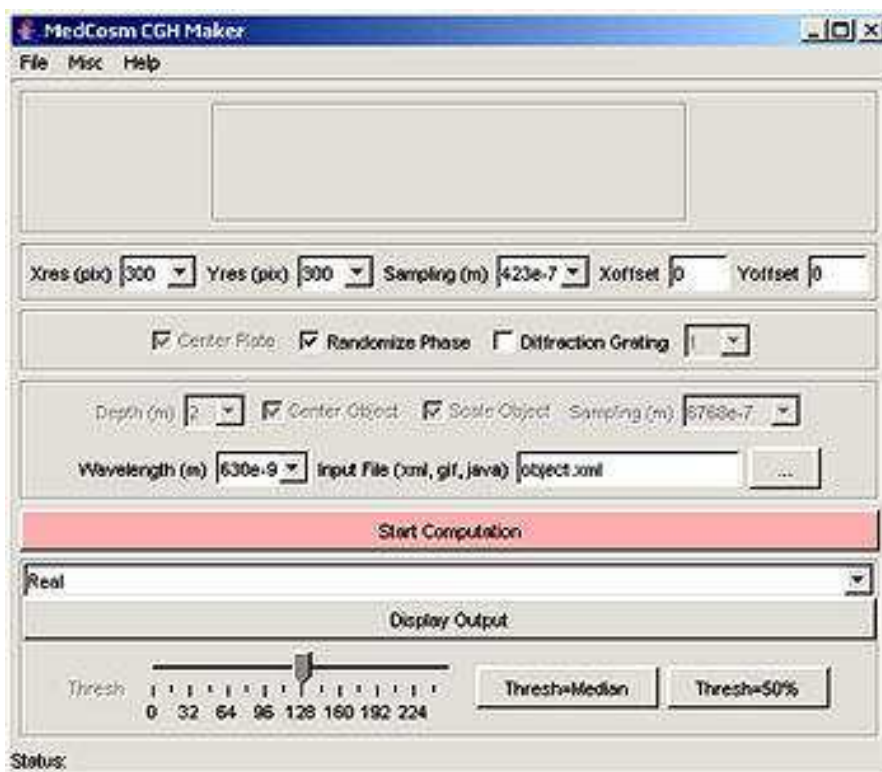 MedCosm CGH Maker
File Misc Help
Xres (pix) 300 Yres (pix) 300 Sampling (m) 423e-7 Xoffset 0 Yoffset 0
Center Plate Randomize Phase Diffraction Grating 1
Depth (m) 2 Center Object Scale Object Sampling (m) 6768e-7
Wavelength (m) 630e-9 Input File (xml, gif, java) object.xml ...
Start Computation
Real
Display Output
Thresh 0 32 64 96 128 160 192 224 Thresh=Median Thresh=50%
Status: